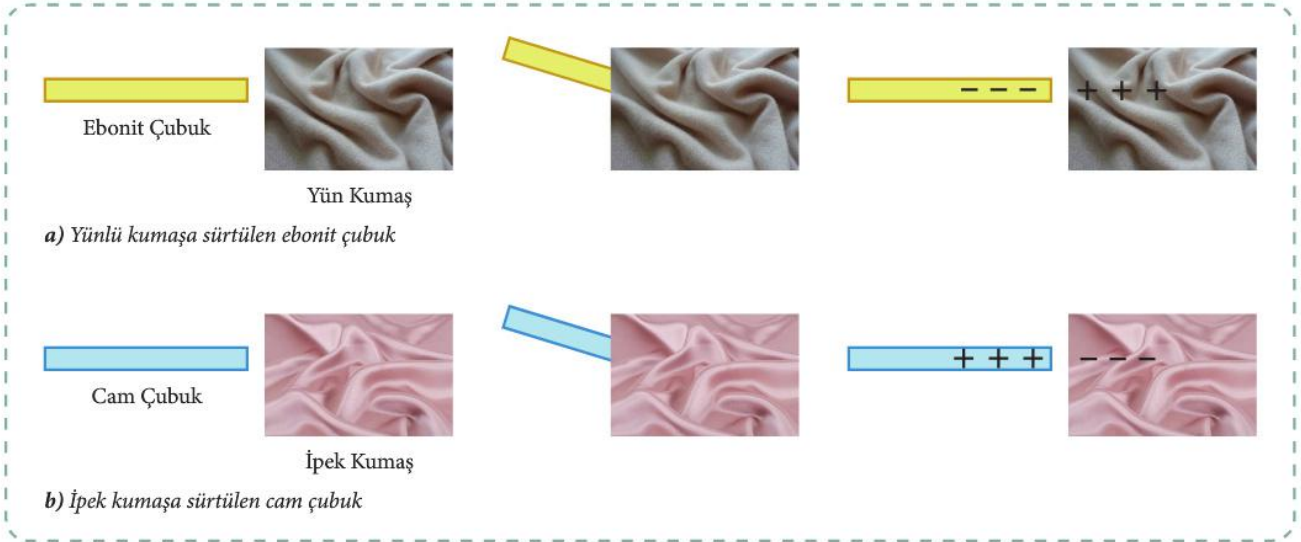 Ebonit Çubuk
− − −
+ + +
Yün Kumaş
a) Yünlü kumaşa sürtülen ebonit çubuk
+ + +
− − −
Cam Çubuk
İpek Kumaş
b) İpek kumaşa sürtülen cam çubuk